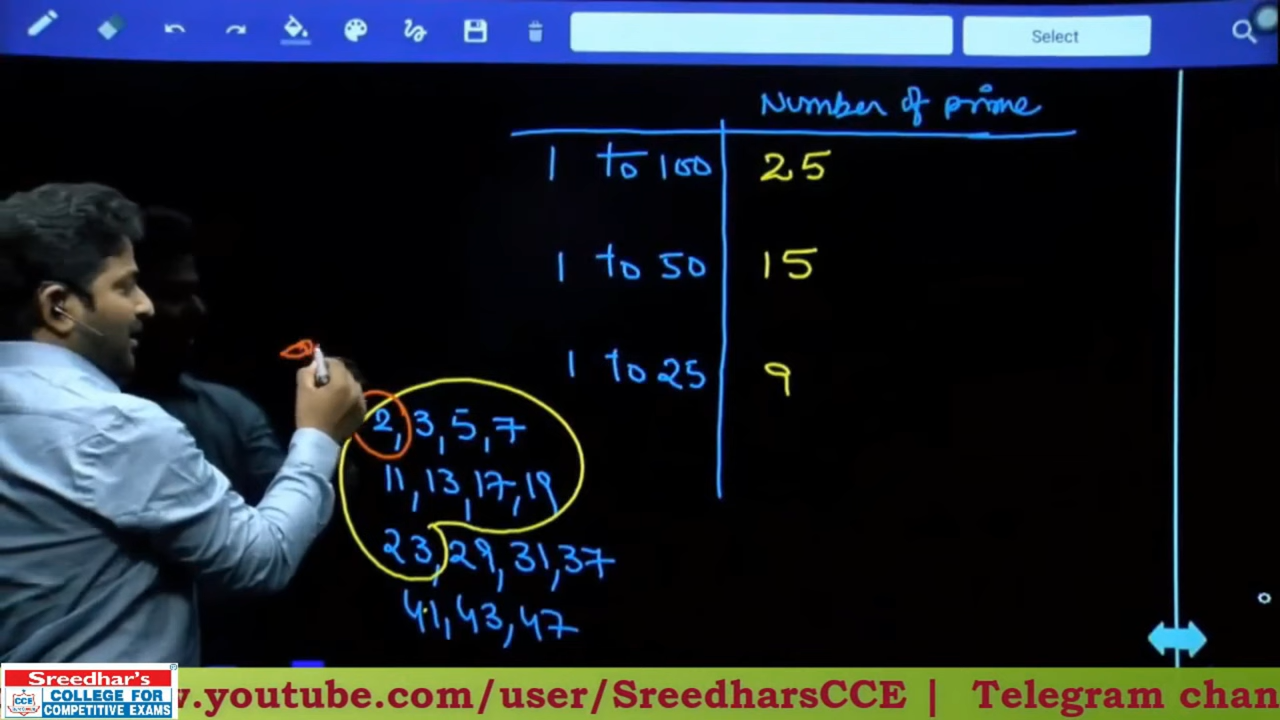 Select
Number of prime
1 to 100 25
1 to 50 15
1 to 25 9
2, 3, 5, 7
11, 13, 17, 19
23, 29, 31, 37
41, 43, 47
Sreedhar's
CCE
COLLEGE FOR
COMPETITIVE EXAMS
v.youtube.com/user/SreedharsCCE | Telegram chan